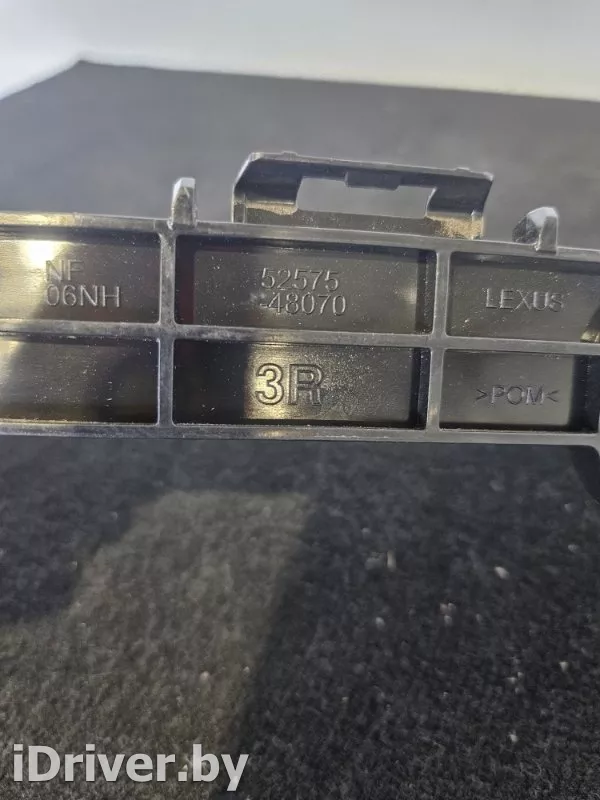 NF
06NH
52575
-48070
LEXUS
3R
>POM<
iDriver.by